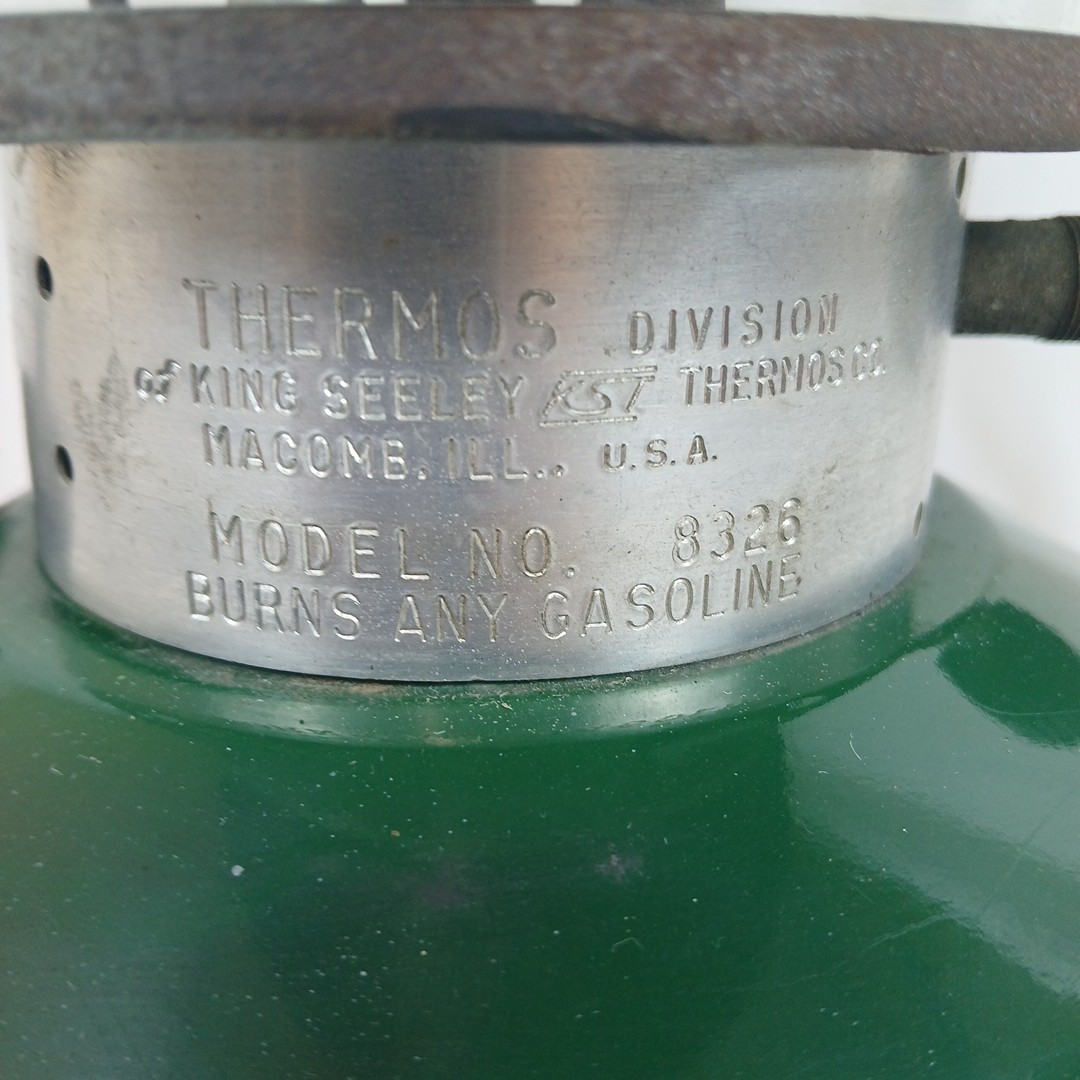 THERMOS DIVISION
of KING SEELEY KST THERMOS CO.
MACOMB, ILL., U.S.A.
MODEL NO. 8326
BURNS ANY GASOLINE